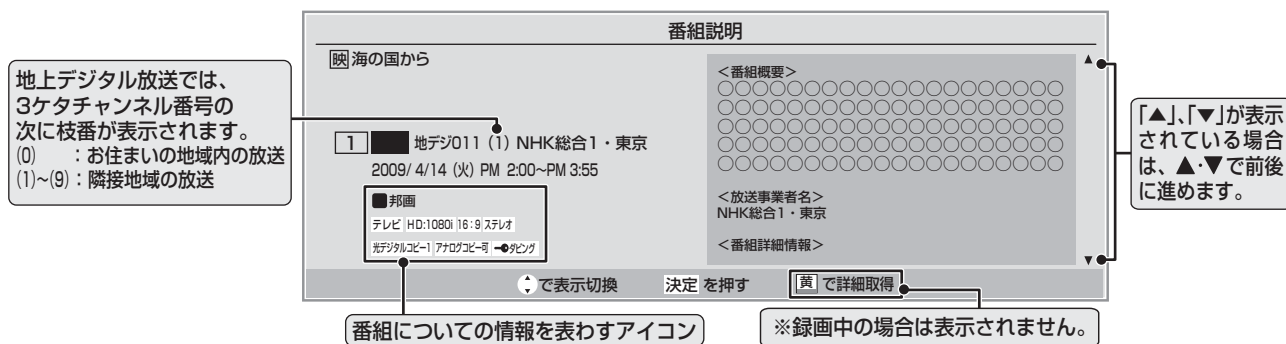 番組説明
映 海の国から
地上デジタル放送では、
3ケタチャンネル番号の
次に枝番が表示されます。
(0) :お住まいの地域内の放送
(1)~(9):隣接地域の放送
1 地デジ011 (1) NHK総合1・東京
2009/ 4/14 (火) PM 2:00~PM 3:55
邦画
テレビ HD:1080i 16:9 ステレオ
光デジタルコピー1 アナログコピー可 ダビング
<番組概要>
○○○○○○○○○○○○○○○○○○○○
○○○○○○○○○○○○○○○○○○○○
○○○○○○○○○○○○○○○○○○○○
○○○○○○○○○○○○○○○○○○○○
○○○○○○○○○○○○○○○○○○○○
<放送事業者名>
NHK総合1・東京
<番組詳細情報>
▲
▼
「▲」、「▼」が表示
されている場合
は、▲・▼で前後
に進めます。
で表示切換 決定 を押す 黄 で詳細取得
番組についての情報を表わすアイコン
※録画中の場合は表示されません。